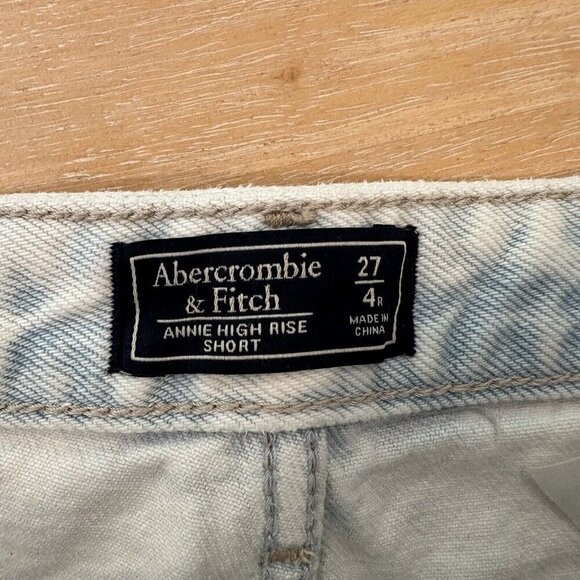 Abercrombie
& Fitch
ANNIE HIGH RISE
SHORT
27
4R
MADE IN
CHINA